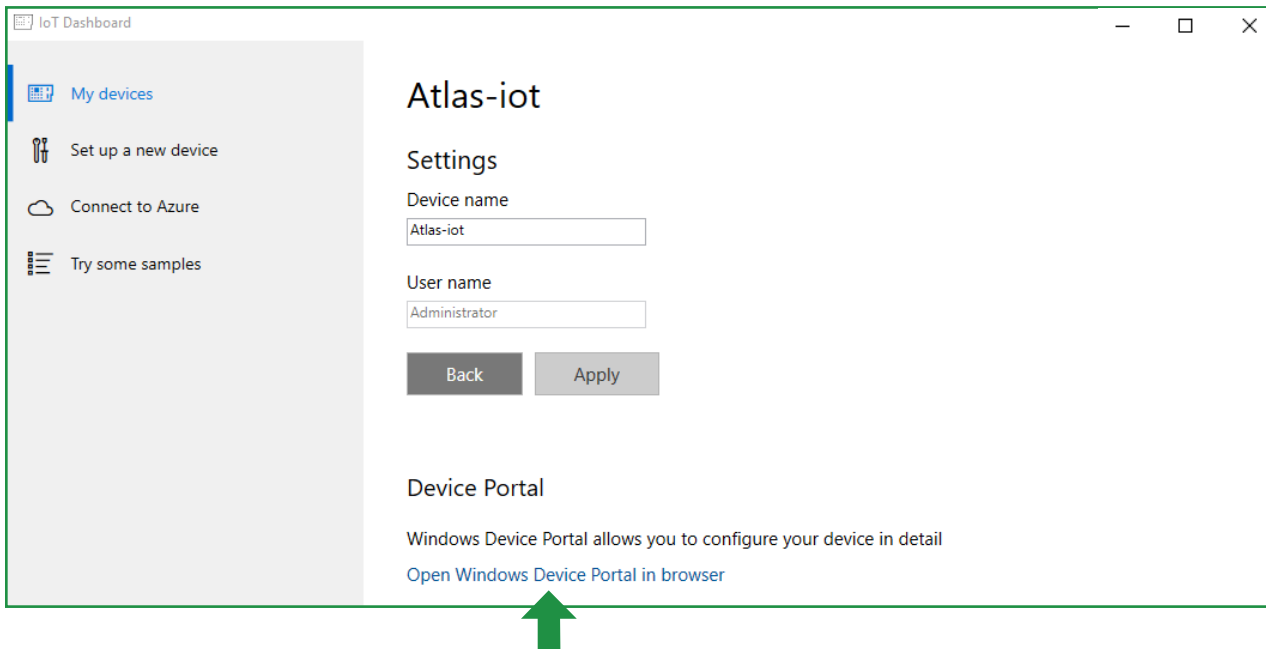 IoT Dashboard
My devices
Set up a new device
Connect to Azure
Try some samples
Atlas-iot
Settings
Device name
Atlas-iot
User name
Administrator
Back Apply
Device Portal
Windows Device Portal allows you to configure your device in detail
Open Windows Device Portal in browser